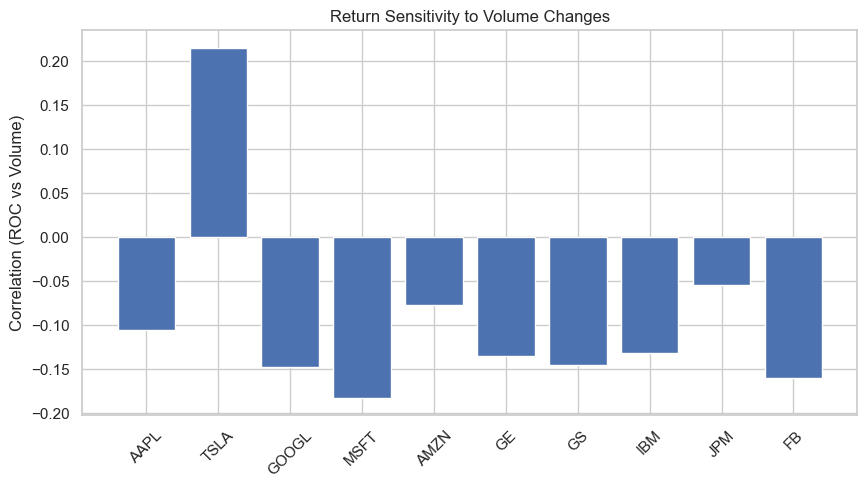 Return Sensitivity to Volume Changes
Correlation (ROC vs Volume)
0.20
0.15
0.10
0.05
0.00
−0.05
−0.10
−0.15
−0.20
AAPL
TSLA
GOOGL
MSFT
AMZN
GE
GS
IBM
JPM
FB